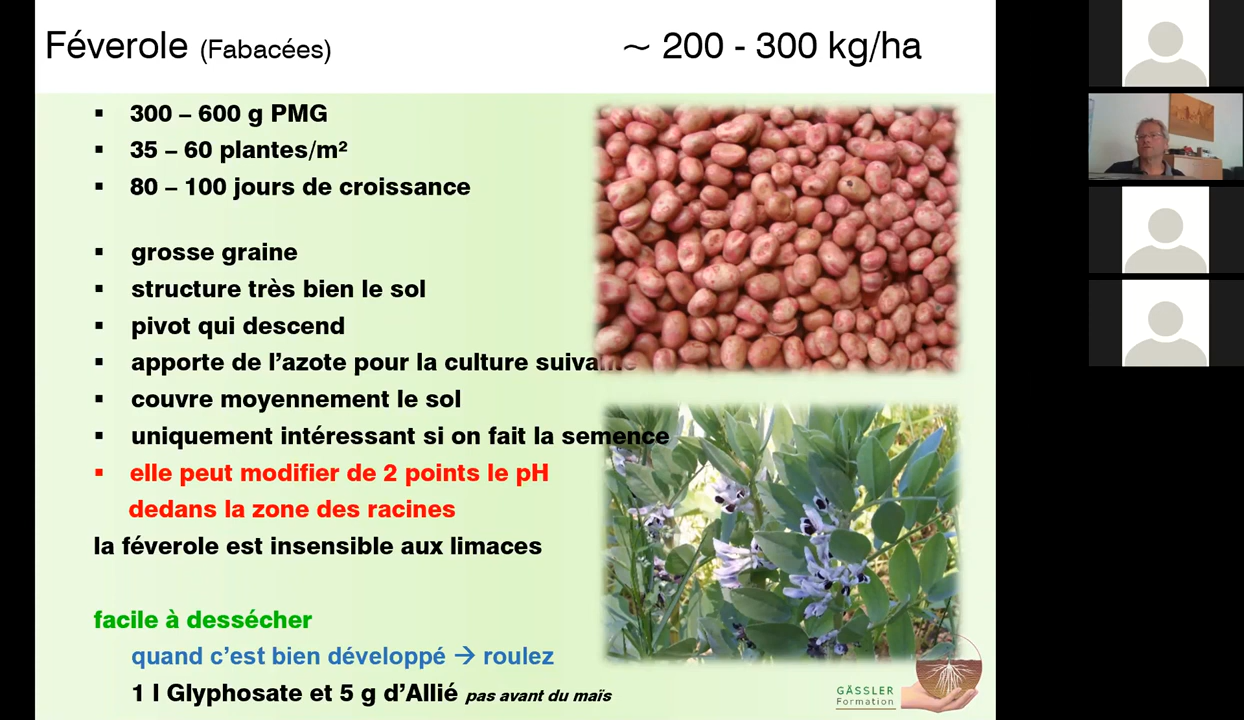 Féverole (Fabacées) ~ 200 - 300 kg/ha
300 – 600 g PMG
35 – 60 plantes/m²
80 – 100 jours de croissance
grosse graine
structure très bien le sol
pivot qui descend
apporte de l'azote pour la culture suivante
couvre moyennement le sol
uniquement intéressant si on fait la semence
elle peut modifier de 2 points le pH
dedans la zone des racines
la féverole est insensible aux limaces
facile à dessécher
quand c'est bien développé → roulez
1 l Glyphosate et 5 g d'Allié pas avant du maïs
GÄSSLER
Formation